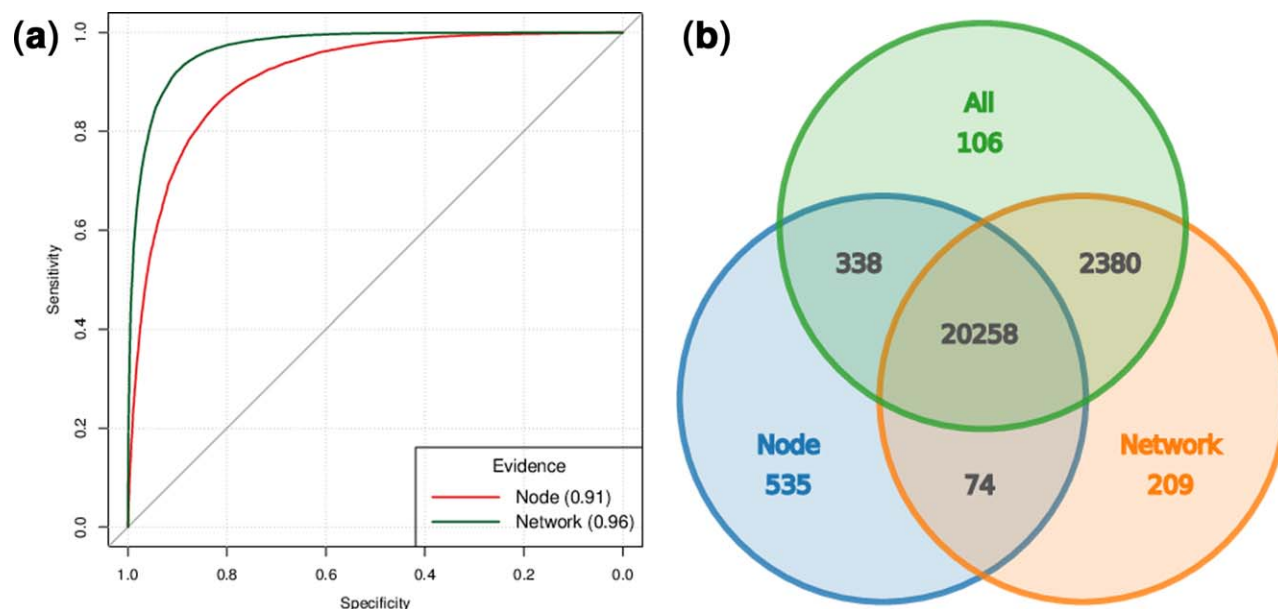 (a)
1.0
0.8
0.6
0.4
0.2
0.0
Sensitivity
1.0 0.8 0.6 0.4 0.2 0.0
Specificity
Evidence
Node (0.91)
Network (0.96)
(b)
All
106
338
2380
20258
Node
535
74
Network
209